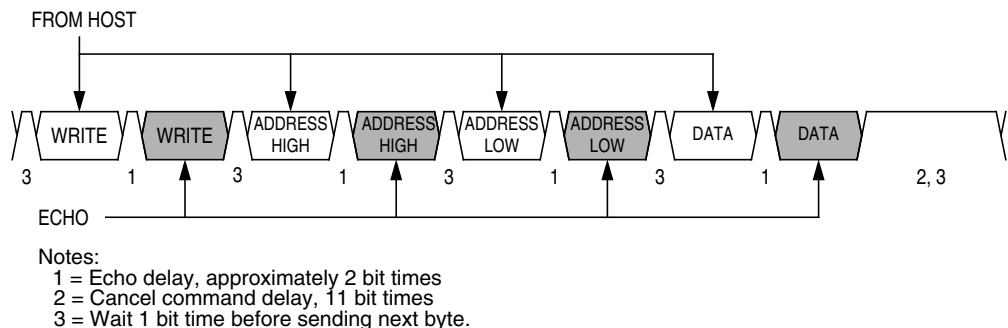 FROM HOST
WRITE WRITE ADDRESS HIGH ADDRESS HIGH ADDRESS LOW ADDRESS LOW DATA DATA
3 1 3 1 3 1 3 1 2, 3
ECHO
Notes:
1 = Echo delay, approximately 2 bit times
2 = Cancel command delay, 11 bit times
3 = Wait 1 bit time before sending next byte.